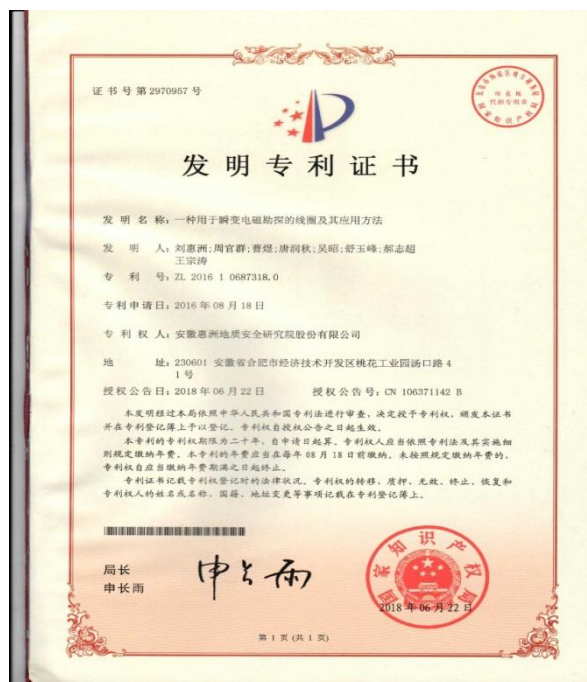 证书号第2970957号
印花税
代扣专用章
发明专利证书
发 明 名 称：一种用于瞬变电磁勘探的线圈及其应用方法
发 明 人：刘惠洲;周官群;曹煜;唐润秋;吴昭;舒玉峰;郝志超
王宗涛
专 利 号：ZL 2016 1 0687318.0
专利申请日：2016年08月18日
专 利 权 人：安徽惠洲地质安全研究院股份有限公司
地 址：230601 安徽省合肥市经济技术开发区桃花工业园汤口路4
1号
授权公告日：2018年06月22日 授权公告号：CN 106371142 B
本发明经过本局依照中华人民共和国专利法进行审查，决定授予专利权，颁发本证书
并在专利登记簿上予以登记。专利权自授权公告之日起生效。
本专利的专利权期限为二十年，自申请日起算。专利权人应当依照专利法及其实施细
则规定缴纳年费。本专利的年费应当在每年08月18日前缴纳。未按照规定缴纳年费的，
专利权自应当缴纳年费期满之日起终止。
专利证书记载专利权登记时的法律状况。专利权的转移、质押、无效、终止、恢复和
专利权人的姓名或名称、国籍、地址变更等事项记载在专利登记簿上。
局长
申长雨
申长雨
国家知识产权局
2018年06月22日
第1页(共1页)